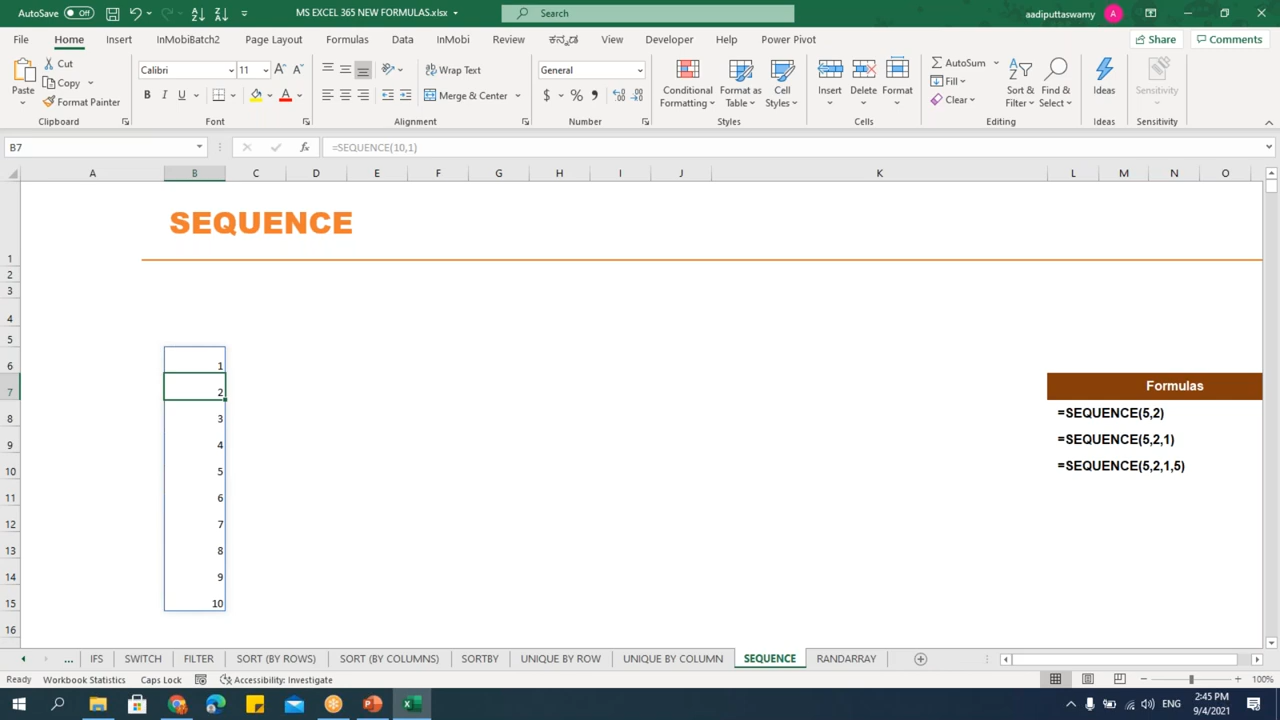 AutoSave Off MS EXCEL 365 NEW FORMULAS.xlsx Search aadiputtaswamy A
File Home Insert InMobiBatch2 Page Layout Formulas Data InMobi Review ಕನ್ನಡ View Developer Help Power Pivot Share Comments
Paste Cut Copy Format Painter Clipboard
Calibri 11 B I U A Font
Wrap Text Merge & Center Alignment
General $ % Number
Conditional Formatting Format as Table Cell Styles Styles
Insert Delete Format Cells
AutoSum Fill Clear Sort & Filter Find & Select Editing
Ideas Ideas
Sensitivity Sensitivity
B7 fx =SEQUENCE(10,1)
A B C D E F G H I J K L M N O
SEQUENCE
1
2
3
4
5
6 1
7 2 Formulas
8 3 =SEQUENCE(5,2)
9 4 =SEQUENCE(5,2,1)
10 5 =SEQUENCE(5,2,1,5)
11 6
12 7
13 8
14 9
15 10
16
... IFS SWITCH FILTER SORT (BY ROWS) SORT (BY COLUMNS) SORTBY UNIQUE BY ROW UNIQUE BY COLUMN SEQUENCE RANDARRAY
Ready Workbook Statistics Caps Lock Accessibility: Investigate 100%
ENG 2:45 PM
9/4/2021